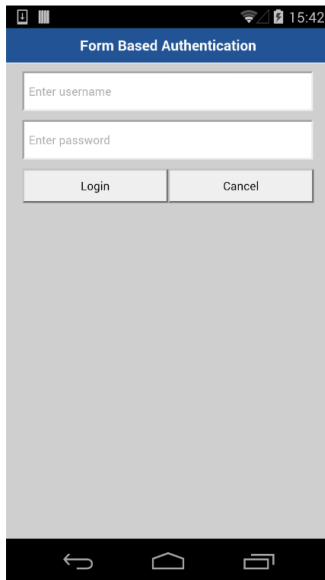 15:42
Form Based Authentication
Enter username
Enter password
Login Cancel